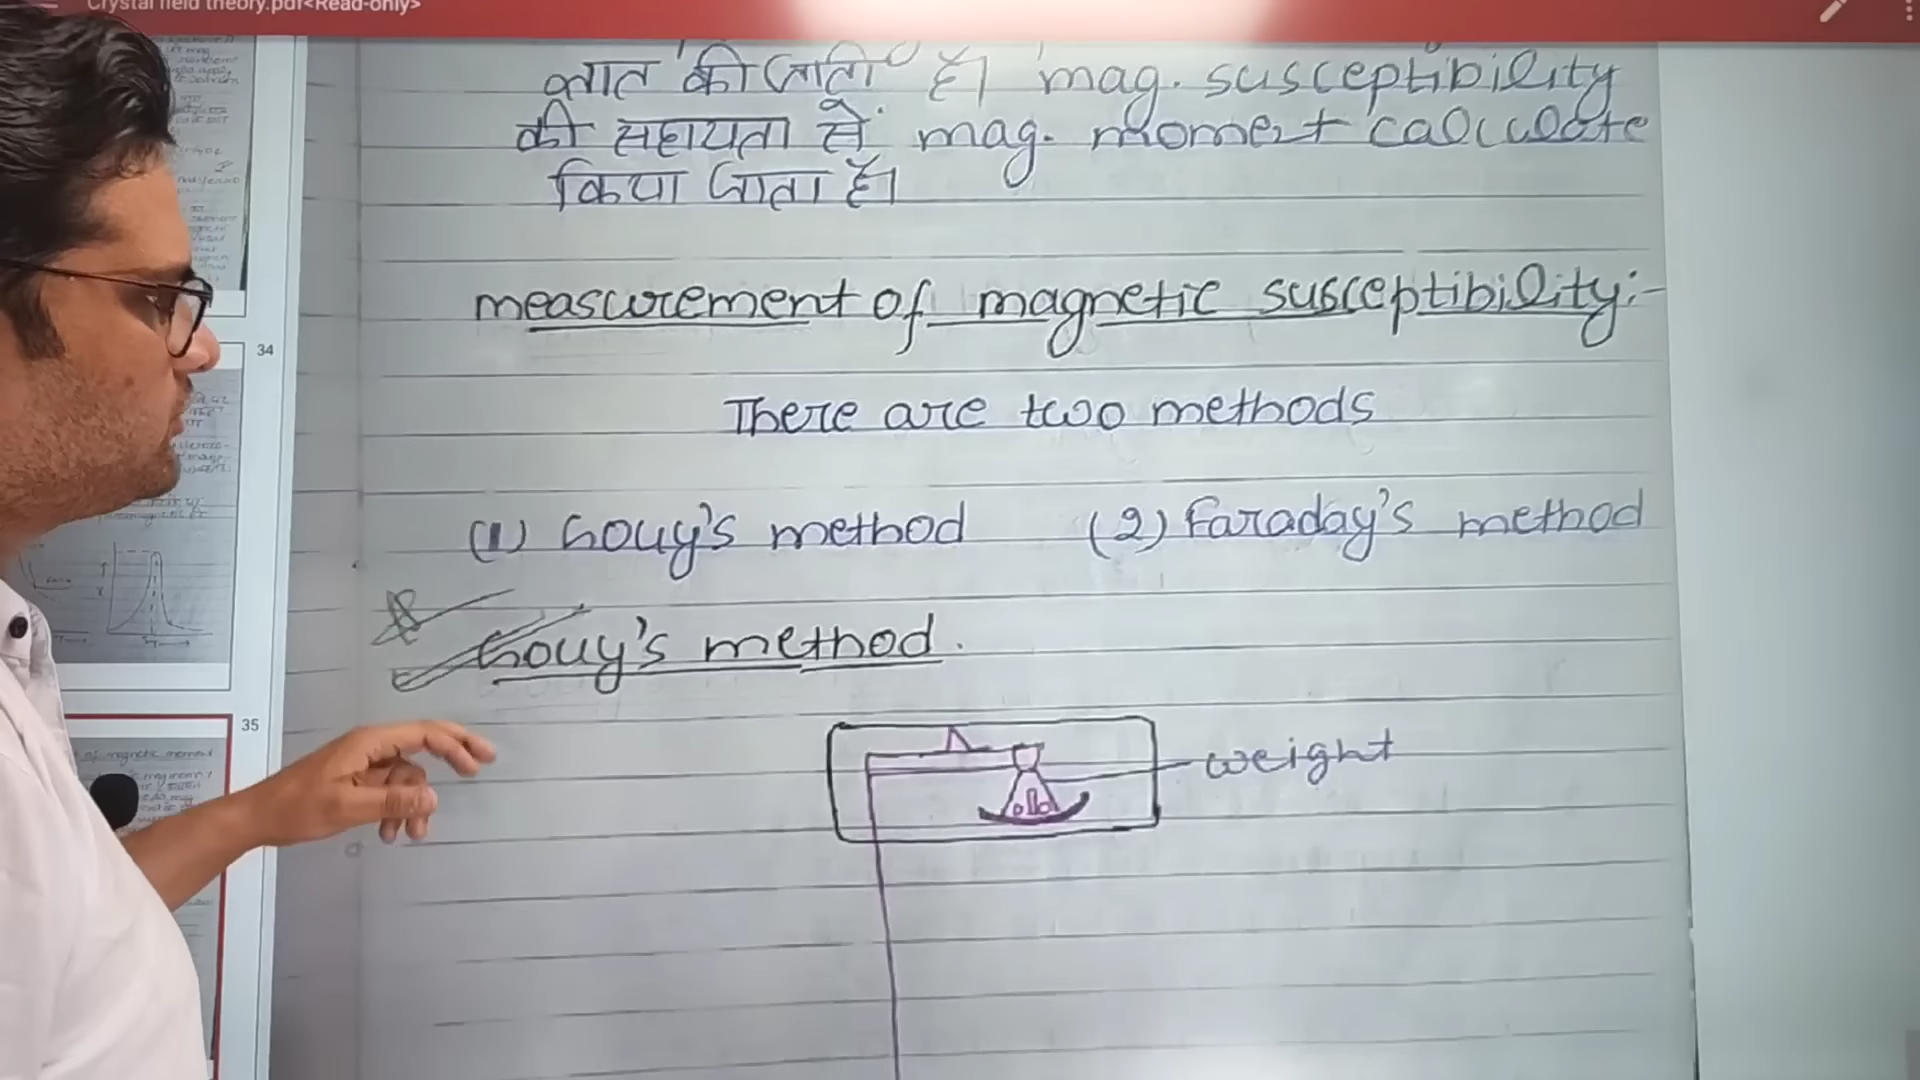 Crystal field theory.pdf<Read-only>
ज्ञात की जाती है। mag. susceptibility
की सहायता से mag. moment calculate
किया जाता है।
measurement of magnetic susceptibility:-
There are two methods
(1) Gouy's method (2) Faraday's method
Gouy's method.
weight
34
35